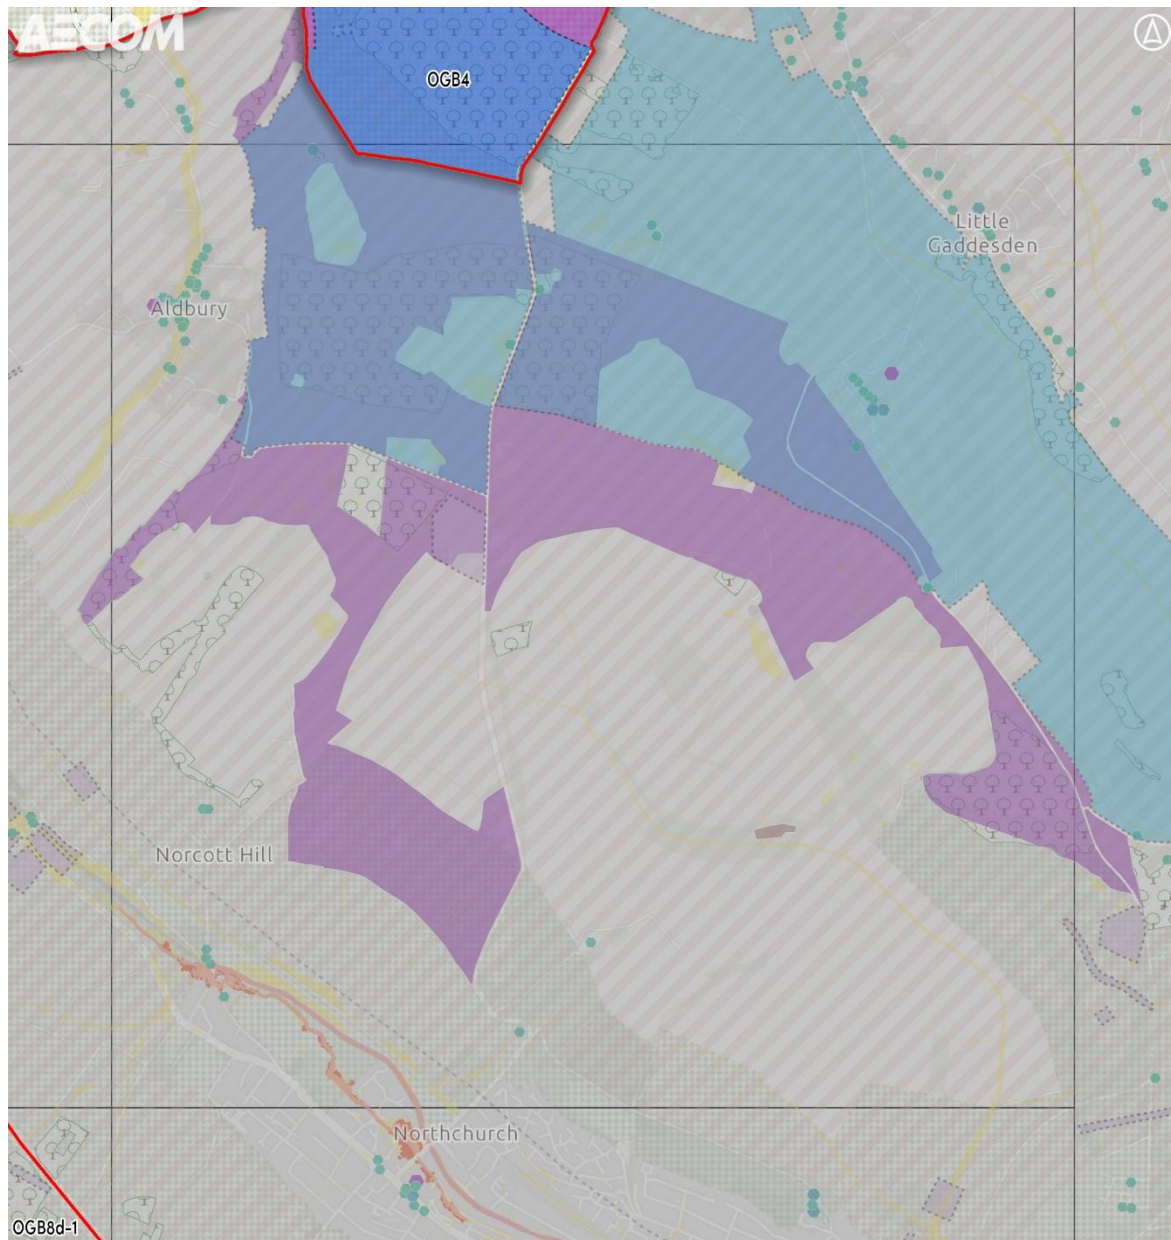 AECOM
OGB4
Little
Gaddesden
Aldbury
Norcott Hill
Northchurch
OGB8d-1